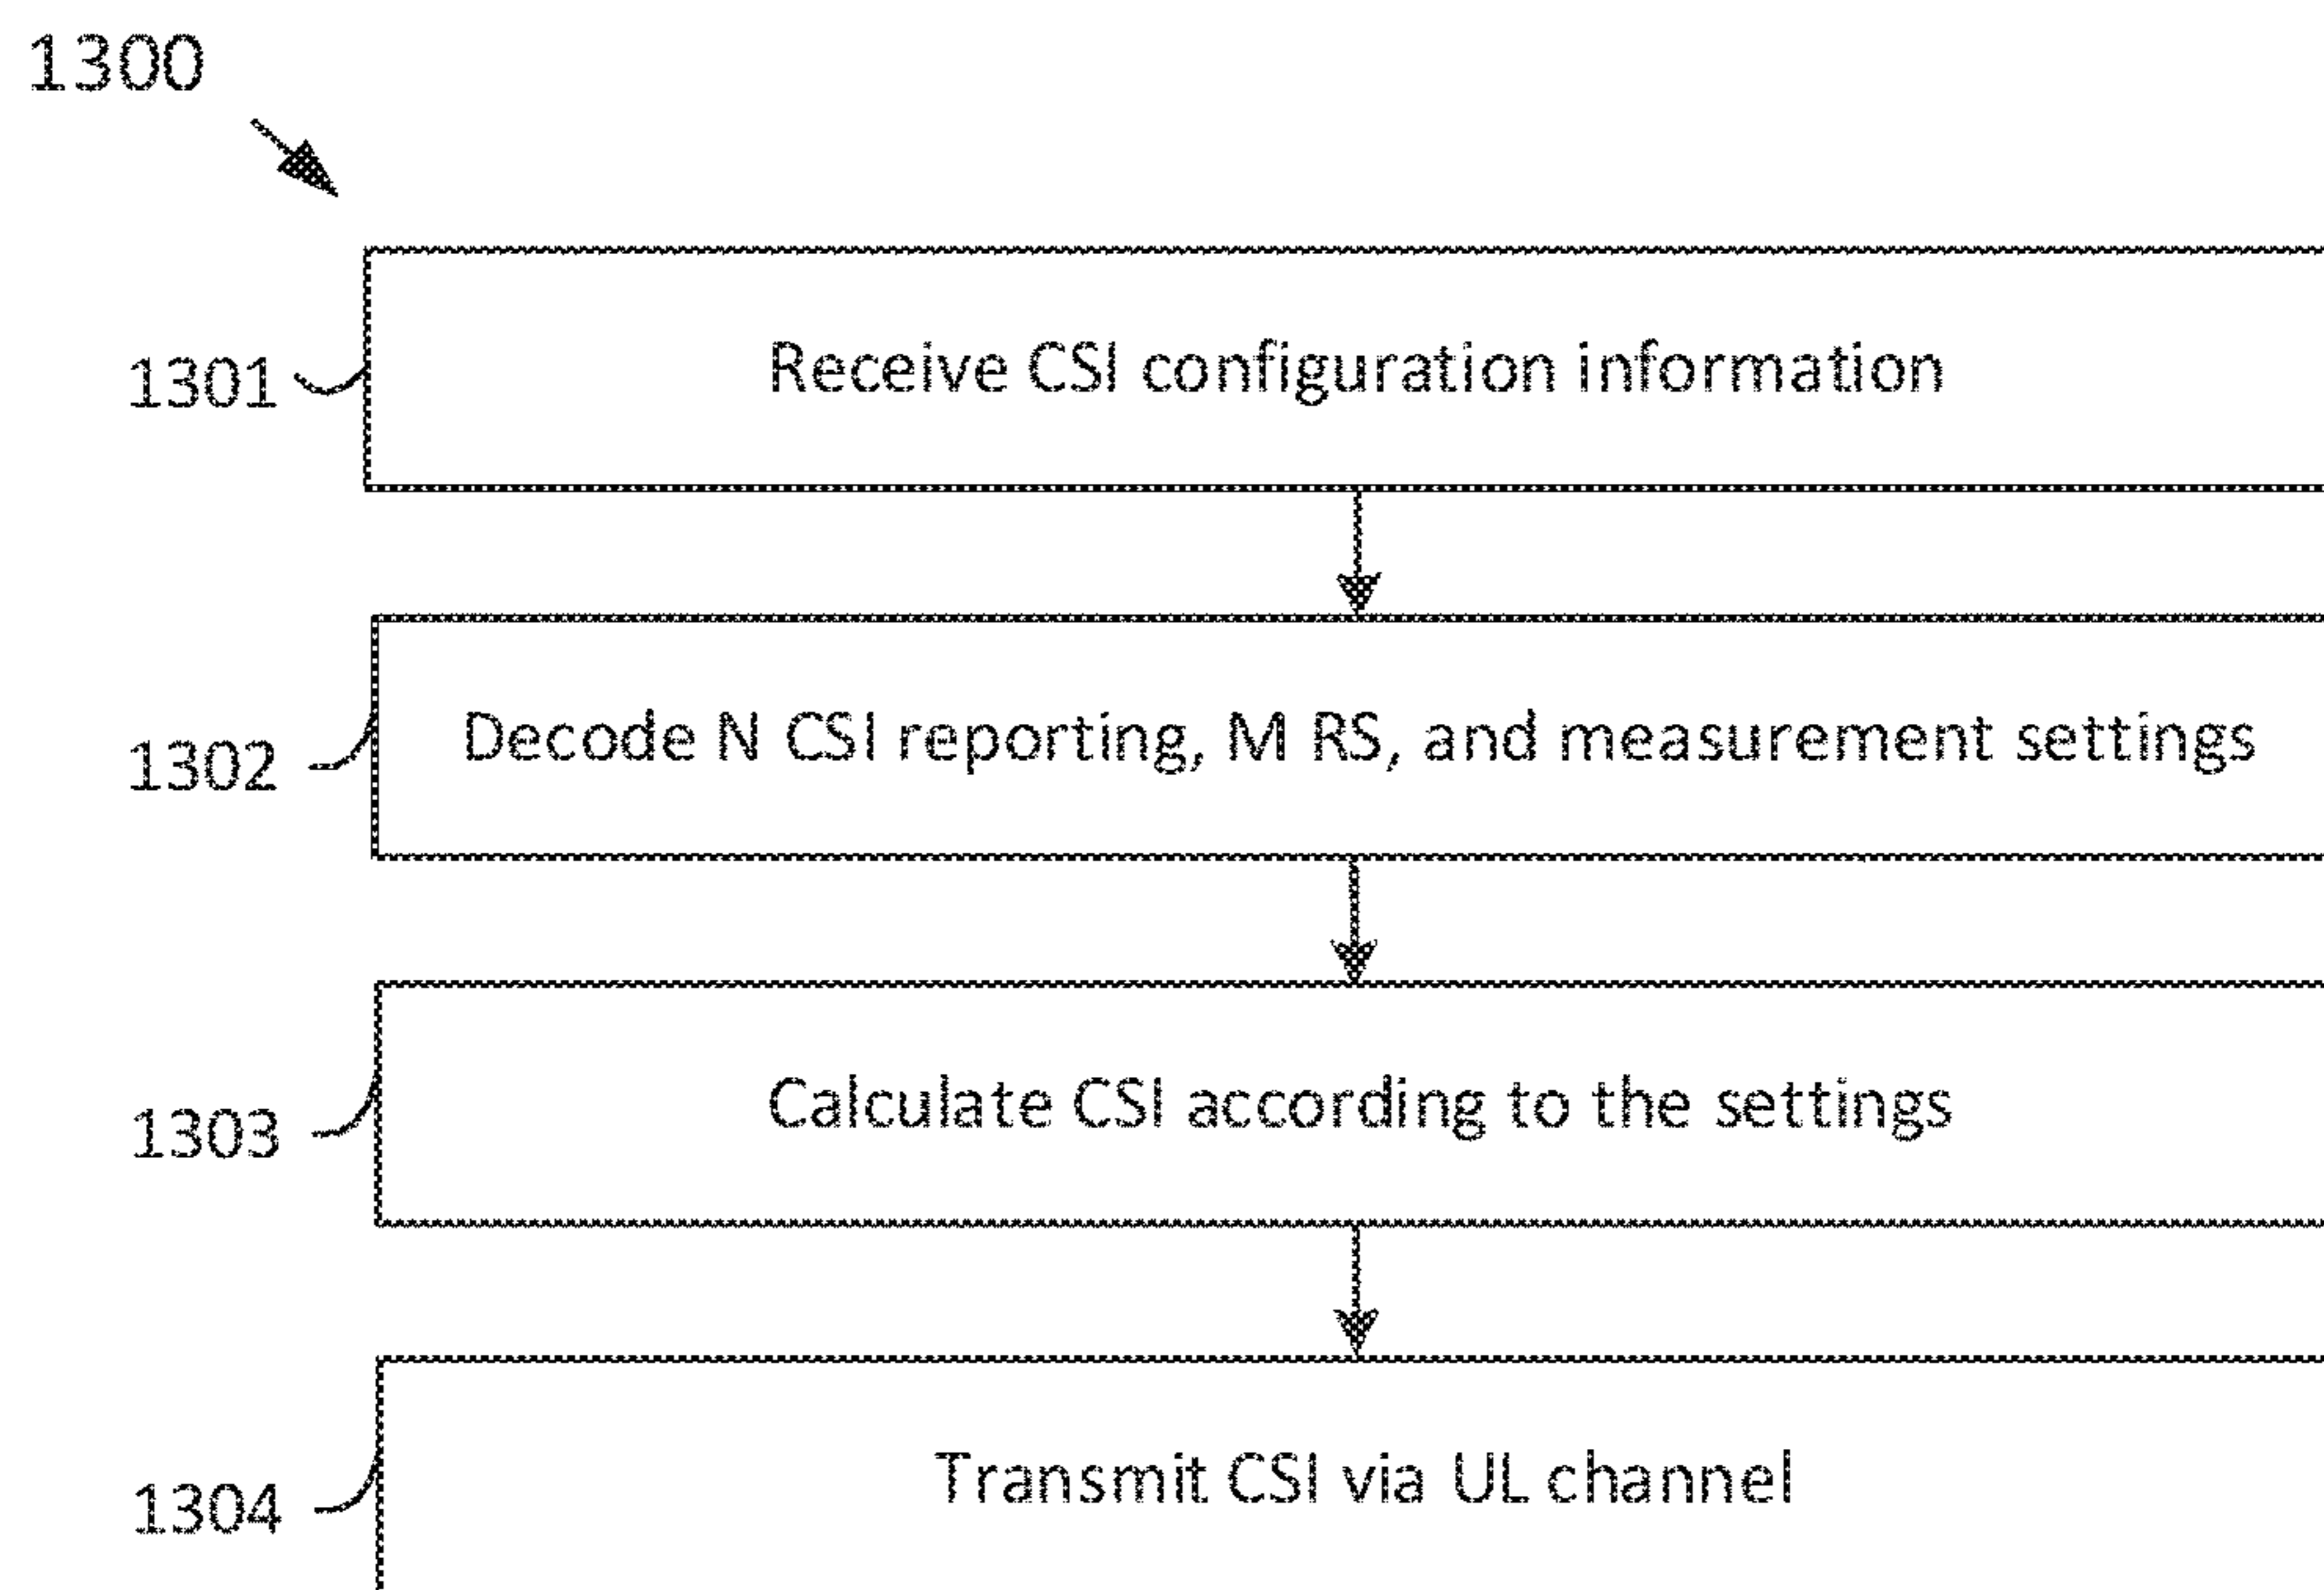 1300
1301 Receive CSI configuration information
1302 Decode N CSI reporting, M RS, and measurement settings
1303 Calculate CSI according to the settings
1304 Transmit CSI via UL channel